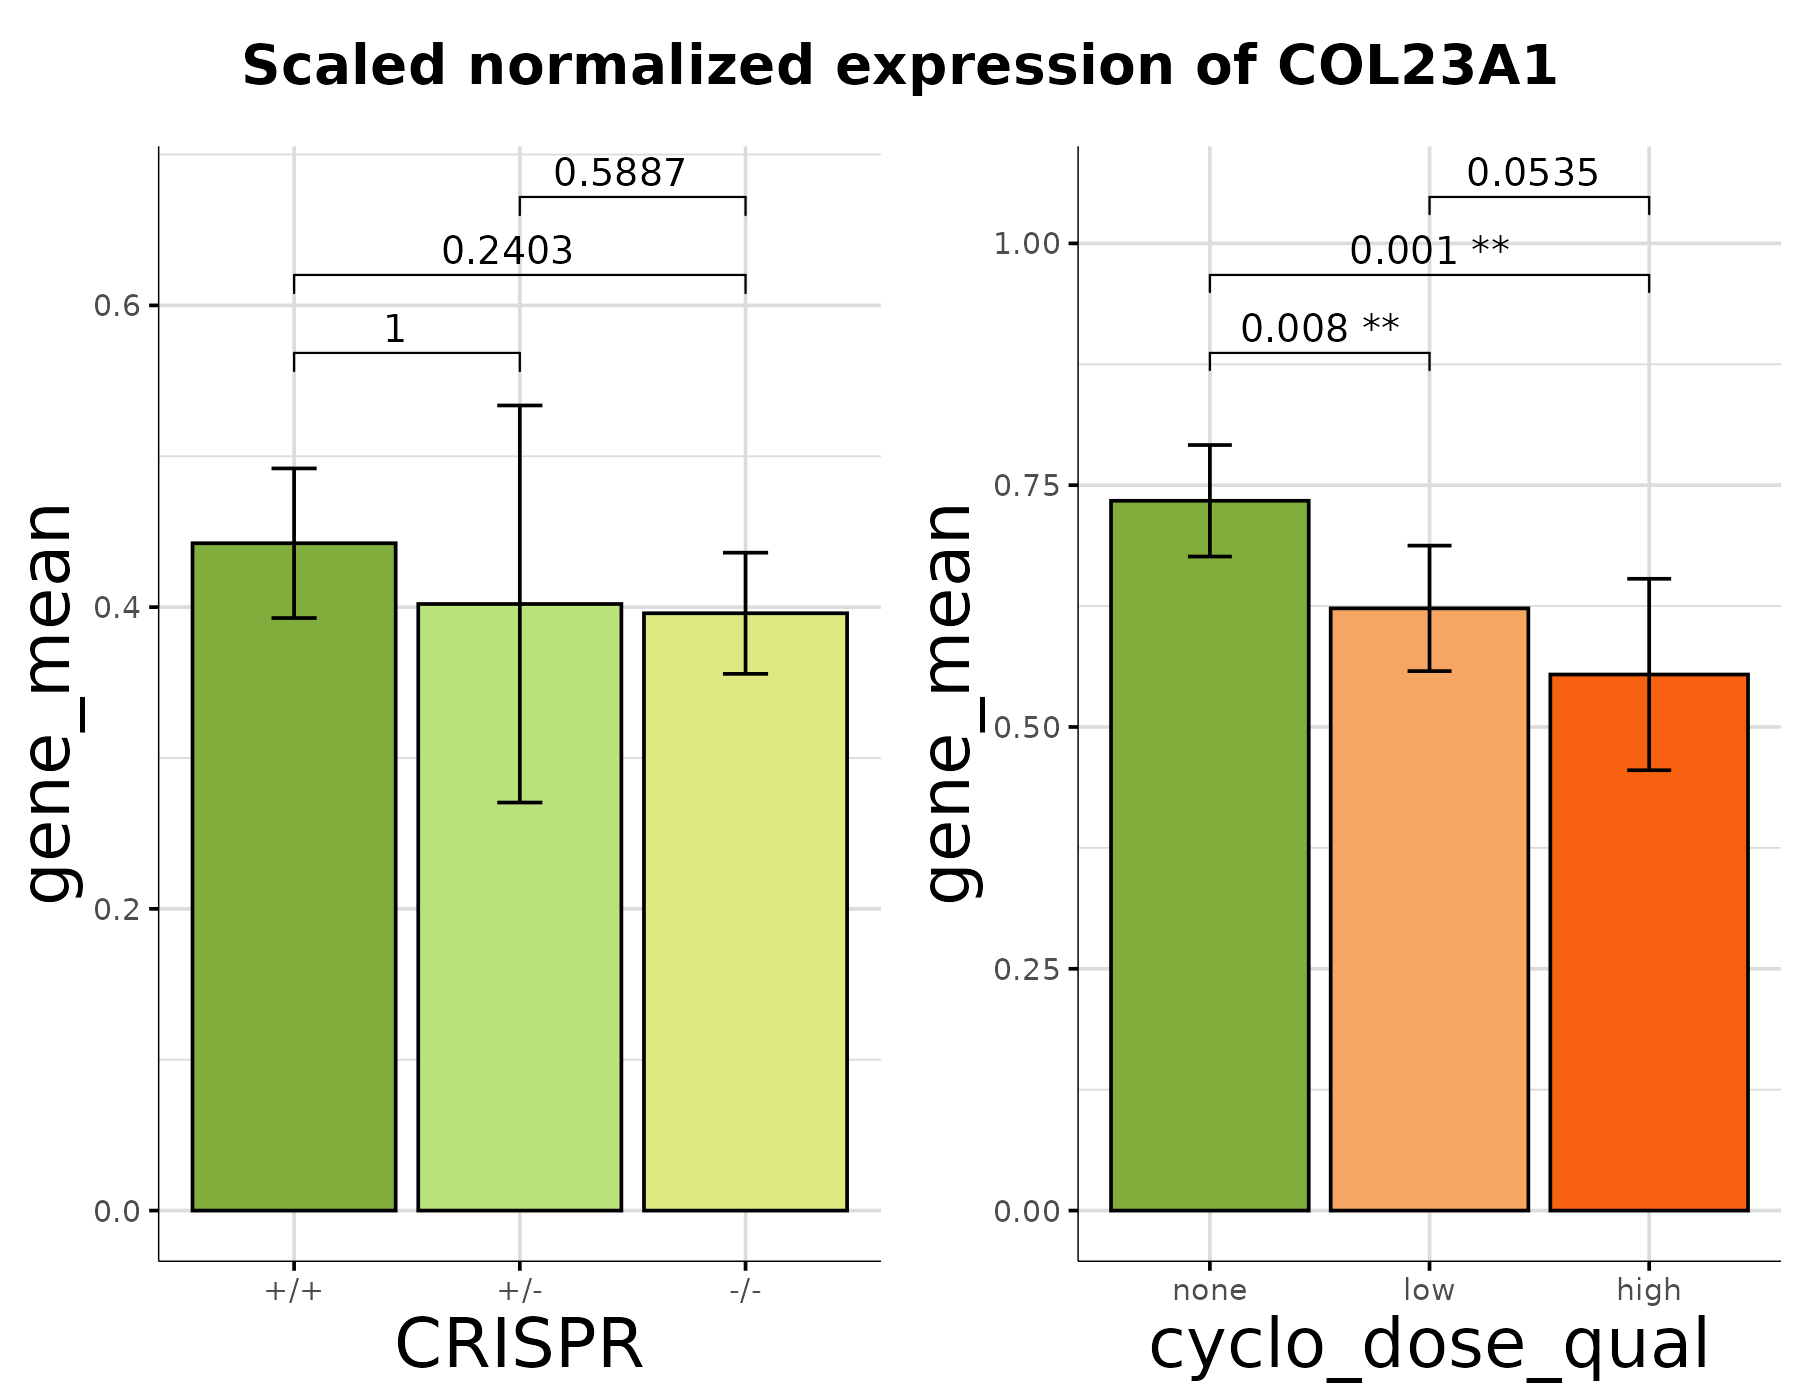 Scaled normalized expression of COL23A1
gene_mean
0.6
0.4
0.2
0.0
0.5887
0.2403
1
+/+
+/-
-/-
CRISPR
gene_mean
1.00
0.75
0.50
0.25
0.00
0.0535
0.001 **
0.008 **
none
low
high
cyclo_dose_qual